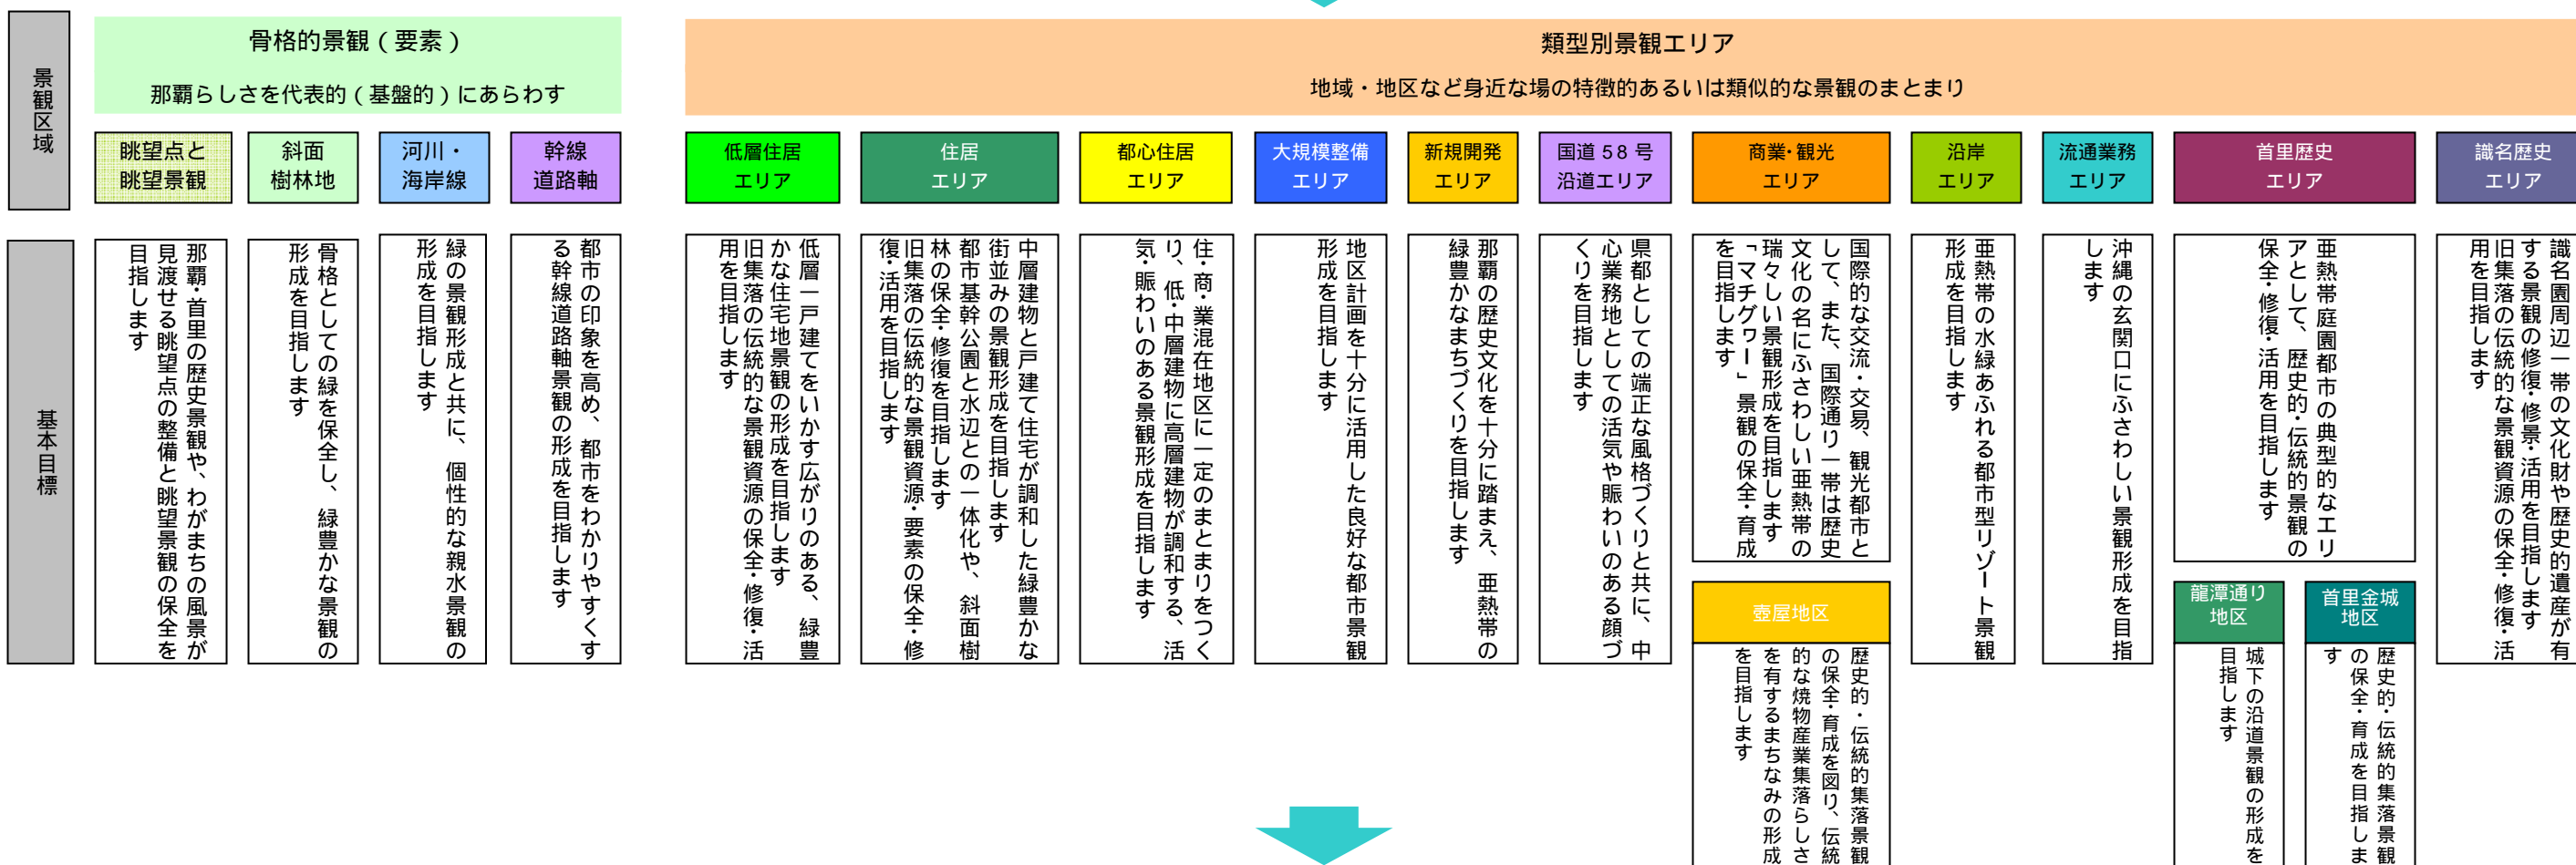 景観区域
骨格的景観（要素）
那覇らしさを代表的（基盤的）にあらわす
類型別景観エリア
地域・地区など身近な場の特徴的あるいは類似的な景観のまとまり
眺望点と
眺望景観
斜面
樹林地
河川・
海岸線
幹線
道路軸
低層住居
エリア
住居
エリア
都心住居
エリア
大規模整備
エリア
新規開発
エリア
国道58号
沿道エリア
商業・観光
エリア
沿岸
エリア
流通業務
エリア
首里歴史
エリア
識名歴史
エリア
基本目標
那覇・首里の歴史景観や、わがまちの風景が
見渡せる眺望点の整備と眺望景観の保全を
目指します
骨格としての緑を保全し、緑豊かな景観の
形成を目指します
緑の景観形成と共に、個性的な親水景観の
形成を目指します
都市の印象を高め、都市をわかりやすくす
る幹線道路軸景観の形成を目指します
低層一戸建てをいかす広がりのある、緑豊
かな住宅地景観の形成を目指します
旧集落の伝統的な景観資源の保全・修復・活
用を目指します
中層建物と戸建て住宅が調和した緑豊かな
街並みの景観形成を目指します
都市基幹公園と水辺との一体化や、斜面樹
林の保全・修復を目指します
旧集落の伝統的な景観資源・要素の保全・修
復・活用を目指します
住・商・業混在地区に一定のまとまりをつく
り、低・中層建物に高層建物が調和する、活
気・賑わいのある景観形成を目指します
地区計画を十分に活用した良好な都市景観
形成を目指します
那覇の歴史文化を十分に踏まえ、亜熱帯の
緑豊かなまちづくりを目指します
県都としての端正な風格づくりと共に、中
心業務地としての活気や賑わいのある顔づ
くりを目指します
国際的な交流・交易、観光都市と
して、また、国際通り一帯は歴史
文化の名にふさわしい亜熱帯の
瑞々しい景観形成を目指します
「マチグヮー」景観の保全・育成
を目指します
亜熱帯の水緑あふれる都市型リゾート景観
形成を目指します
沖縄の玄関口にふさわしい景観形成を目指
します
亜熱帯庭園都市の典型的なエリ
アとして、歴史的・伝統的景観の
保全・修復・活用を目指します
識名園周辺一帯の文化財や歴史的遺産が有
する景観の修復・修景・活用を目指します
旧集落の伝統的な景観資源の保全・修復・活
用を目指します
壺屋地区
歴史的・伝統的集落景観
の保全・育成を図り、伝統
的な焼物産業集落らしさ
を有するまちなみの形成
を目指します
龍潭通り
地区
城下の沿道景観の形成を
目指します
首里金城
地区
歴史的・伝統的集落景観
の保全・育成を目指しま
す